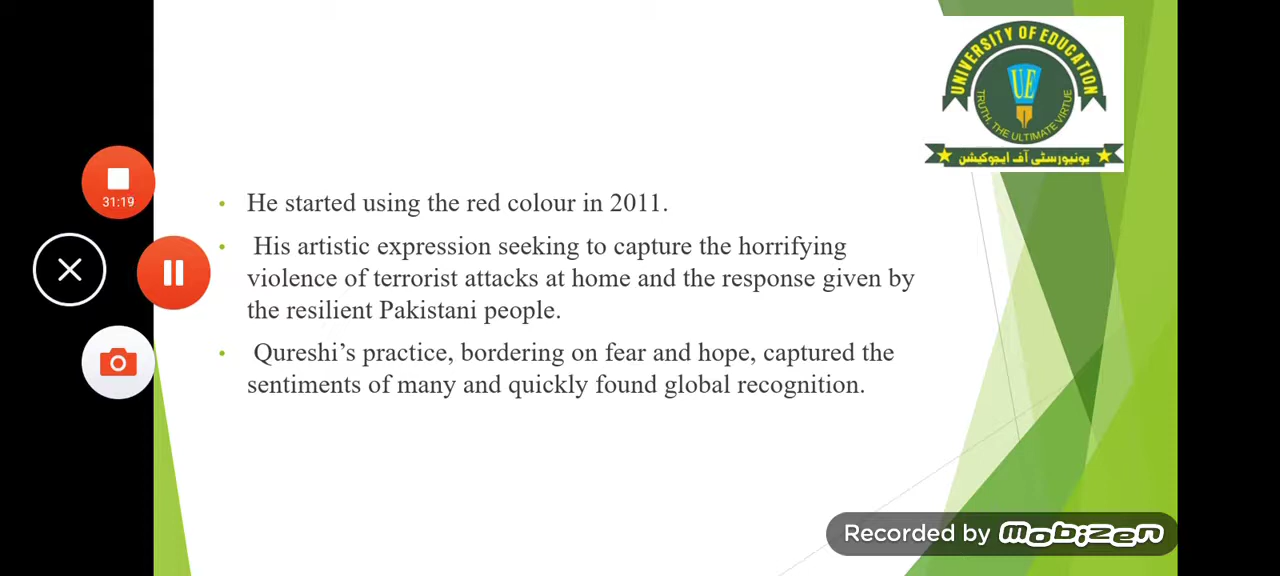 UNIVERSITY OF EDUCATION
UE
TRUTH, THE ULTIMATE VIRTUE
یونیورسٹی آف ایجوکیشن
31:19
• He started using the red colour in 2011.
• His artistic expression seeking to capture the horrifying
violence of terrorist attacks at home and the response given by
the resilient Pakistani people.
• Qureshi’s practice, bordering on fear and hope, captured the
sentiments of many and quickly found global recognition.
Recorded by mobizen